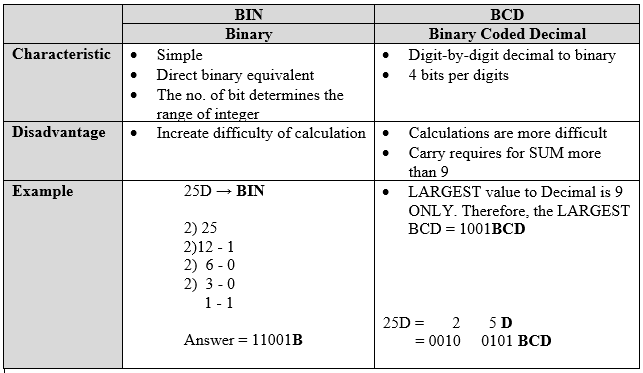 BIN
BCD
Binary
Binary Coded Decimal
Characteristic
• Simple
• Direct binary equivalent
• The no. of bit determines the
range of integer
• Digit-by-digit decimal to binary
• 4 bits per digits
Disadvantage
• Increate difficulty of calculation
• Calculations are more difficult
• Carry requires for SUM more
than 9
Example
25D → BIN
2) 25
2)12 - 1
2) 6 - 0
2) 3 - 0
1 - 1
Answer = 11001B
• LARGEST value to Decimal is 9
ONLY. Therefore, the LARGEST
BCD = 1001BCD
25D = 2 5 D
= 0010 0101 BCD